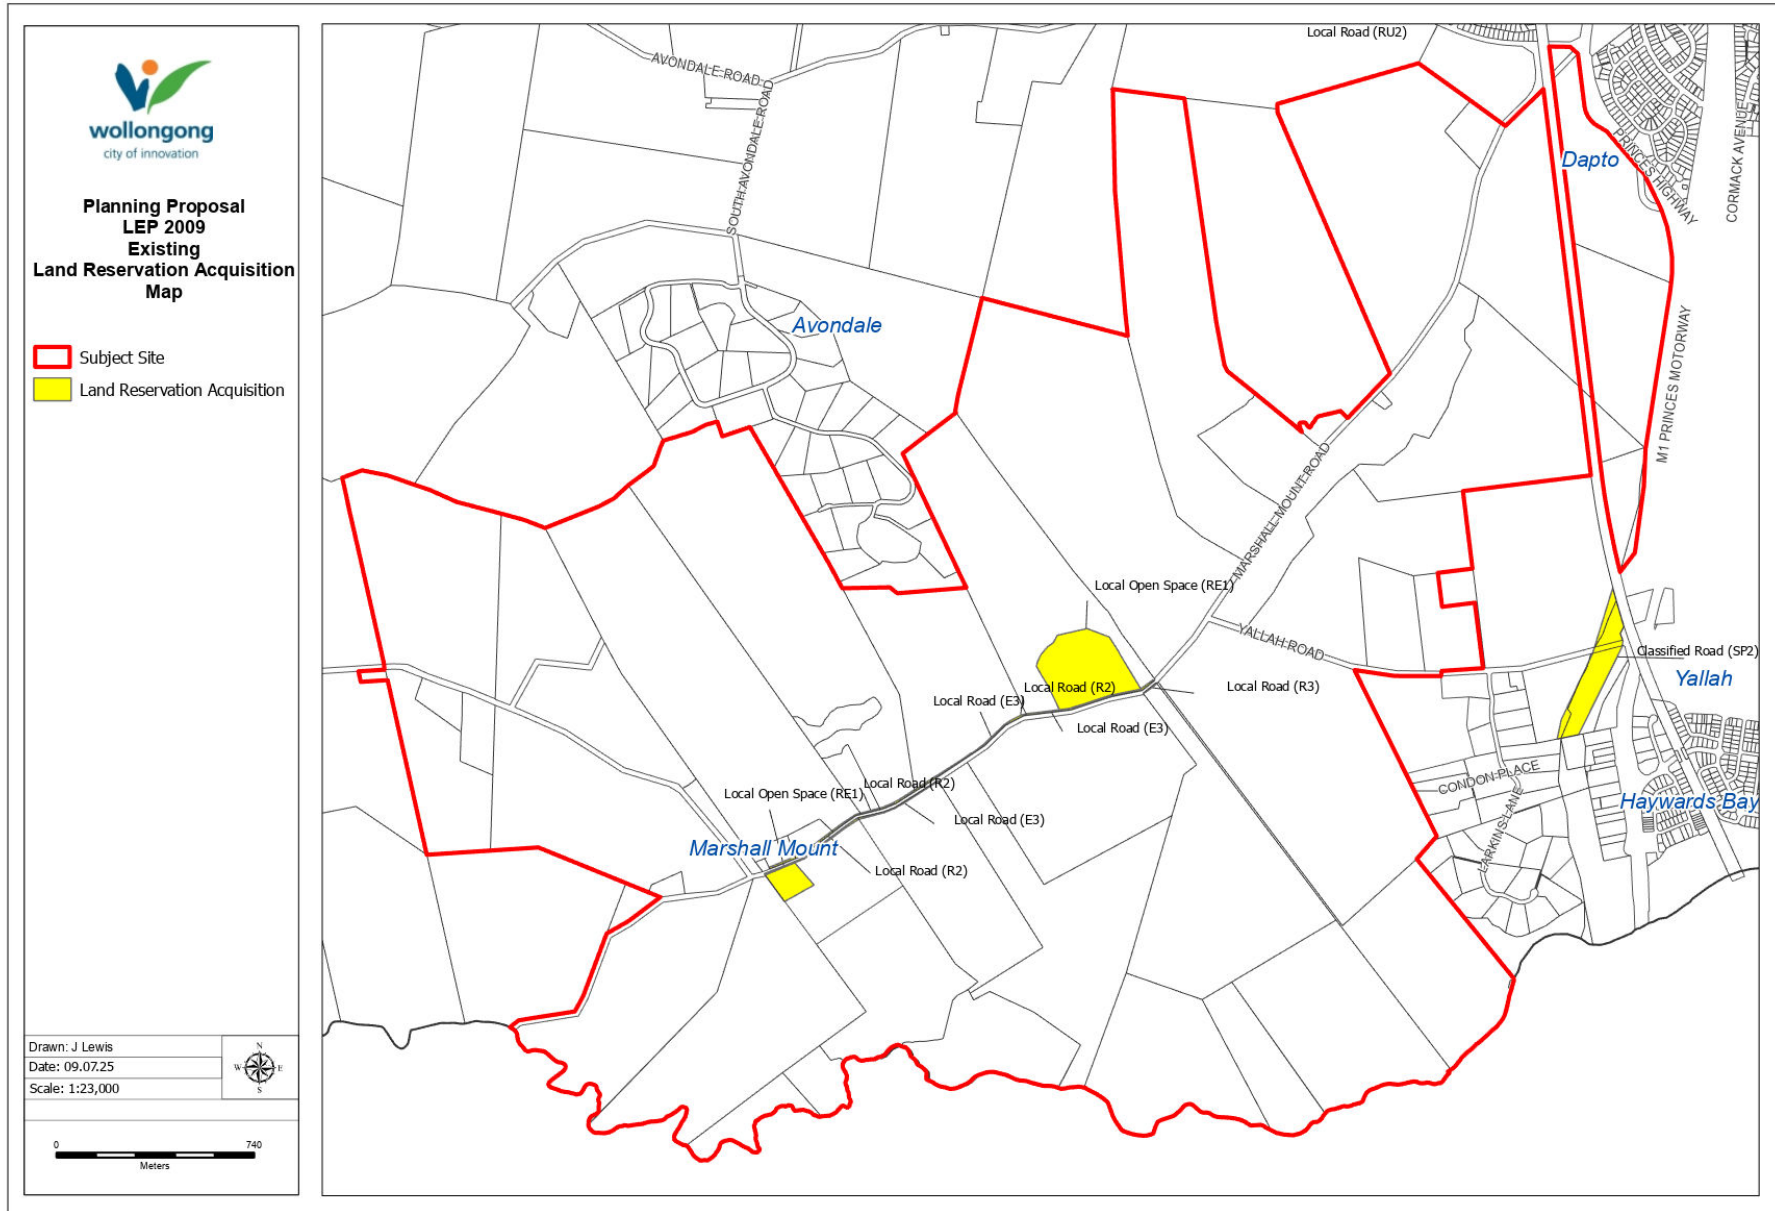 wollongong
city of innovation
Planning Proposal
LEP 2009
Existing
Land Reservation Acquisition
Map
Subject Site
Land Reservation Acquisition
Drawn: J Lewis
Date: 09.07.25
Scale: 1:23,000
N
W E
S
0 740
Meters
Local Road (RU2)
AVONDALE ROAD
SOUTH AVONDALE ROAD
Dapto
PRINCES HIGHWAY
CORMACK AVENUE
Avondale
M1 PRINCES MOTORWAY
MARSHALL MOUNT ROAD
Local Open Space (RE1)
YALLAH ROAD
Classified Road (SP2)
Yallah
Local Road (R2)
Local Road (R3)
Local Road (E3)
Local Road (E3)
Local Road (R2)
Local Open Space (RE1)
Local Road (E3)
CONDON PLACE
LARKINS LANE
Haywards Bay
Marshall Mount
Local Road (R2)